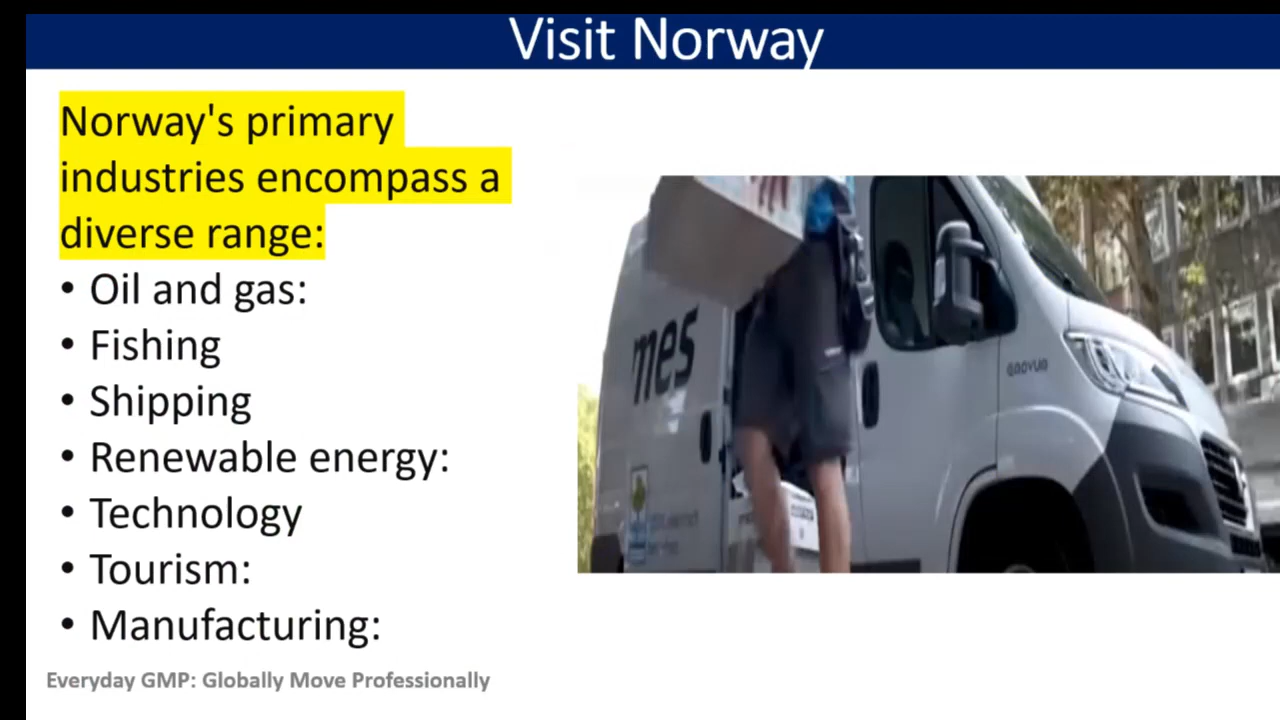 Visit Norway
Norway's primary
industries encompass a
diverse range:
• Oil and gas:
• Fishing
• Shipping
• Renewable energy:
• Technology
• Tourism:
• Manufacturing:
Everyday GMP: Globally Move Professionally
mes